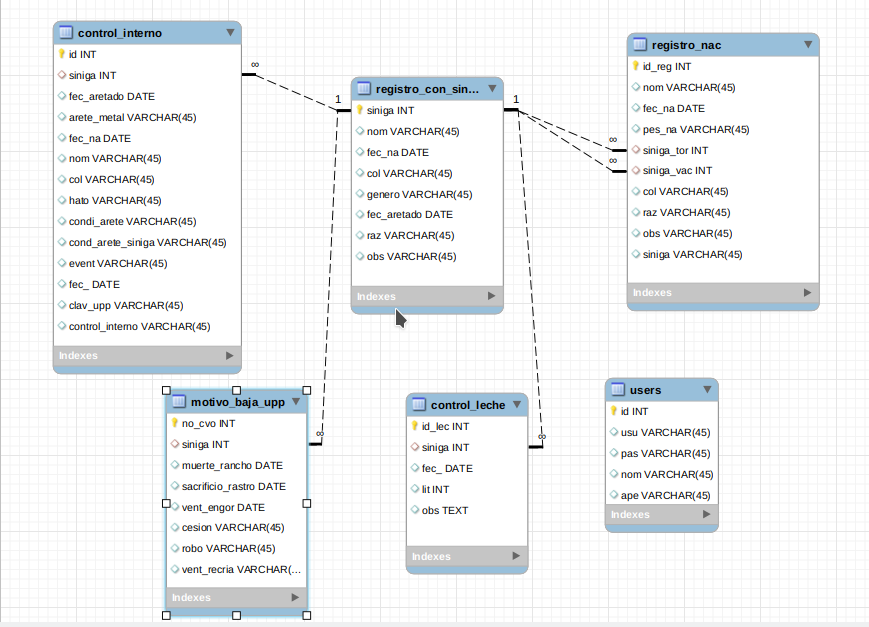 control_interno
id INT
siniga INT
fec_aretado DATE
arete_metal VARCHAR(45)
fec_na DATE
nom VARCHAR(45)
col VARCHAR(45)
hato VARCHAR(45)
condi_arete VARCHAR(45)
cond_arete_siniga VARCHAR(45)
event VARCHAR(45)
fec_ DATE
clav_upp VARCHAR(45)
control_interno VARCHAR(45)
Indexes
∞
1
registro_con_sin...
siniga INT
nom VARCHAR(45)
fec_na DATE
col VARCHAR(45)
genero VARCHAR(45)
fec_aretado DATE
raz VARCHAR(45)
obs VARCHAR(45)
Indexes
1
∞
∞
registro_nac
id_reg INT
nom VARCHAR(45)
fec_na DATE
pes_na VARCHAR(45)
siniga_tor INT
siniga_vac INT
col VARCHAR(45)
raz VARCHAR(45)
obs VARCHAR(45)
siniga VARCHAR(45)
Indexes
motivo_baja_upp
no_cvo INT
siniga INT
muerte_rancho DATE
sacrificio_rastro DATE
vent_engor DATE
cesion VARCHAR(45)
robo VARCHAR(45)
vent_recria VARCHAR(...
Indexes
∞
control_leche
id_lec INT
siniga INT
fec_ DATE
lit INT
obs TEXT
Indexes
∞
users
id INT
usu VARCHAR(45)
pas VARCHAR(45)
nom VARCHAR(45)
ape VARCHAR(45)
Indexes